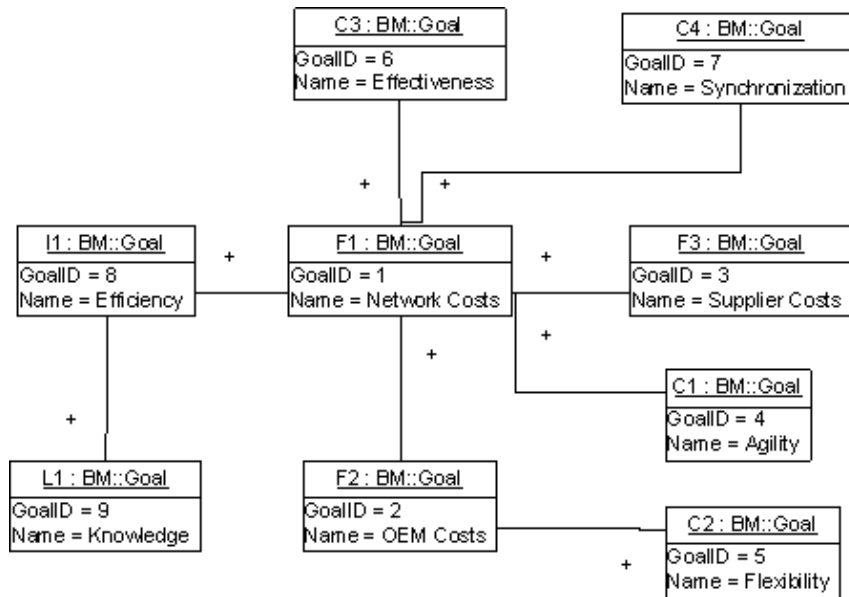 C3 : BM::Goal
GoalID = 6
Name = Effectiveness
C4 : BM::Goal
GoalID = 7
Name = Synchronization
+
+
I1 : BM::Goal
GoalID = 8
Name = Efficiency
+
F1 : BM::Goal
GoalID = 1
Name = Network Costs
+
F3 : BM::Goal
GoalID = 3
Name = Supplier Costs
+
+
C1 : BM::Goal
GoalID = 4
Name = Agility
+
L1 : BM::Goal
GoalID = 9
Name = Knowledge
F2 : BM::Goal
GoalID = 2
Name = OEM Costs
C2 : BM::Goal
GoalID = 5
Name = Flexibility
+